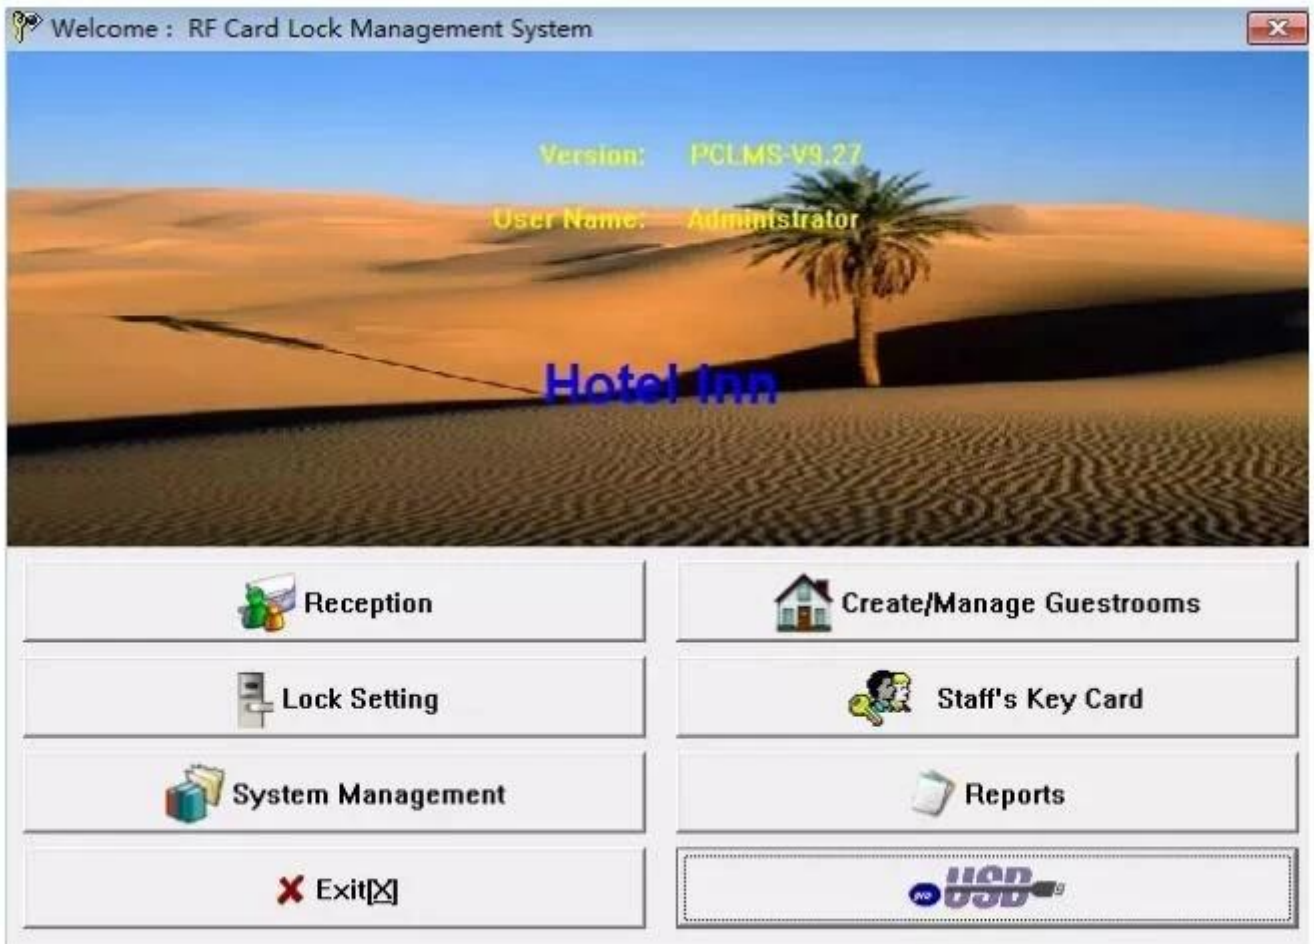 Welcome : RF Card Lock Management System
Version: PCLMS-V9.27
User Name: Administrator
Hotel Inn
Reception
Create/Manage Guestrooms
Lock Setting
Staff's Key Card
System Management
Reports
Exit[X]
pro USB